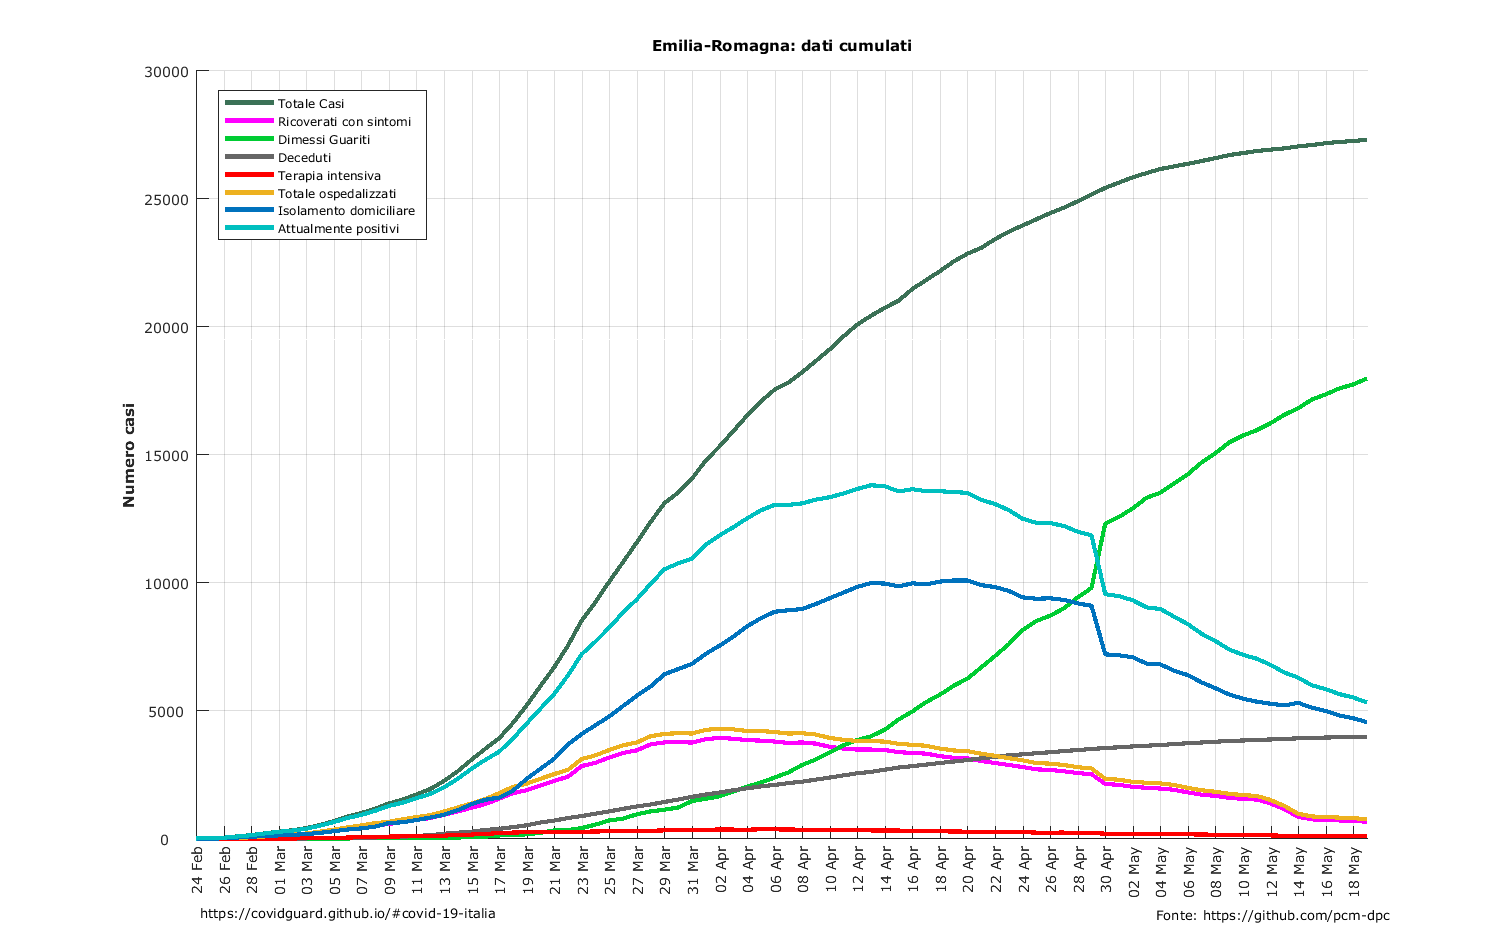 Emilia-Romagna: dati cumulati
30000
25000
20000
15000
10000
5000
0
Numero casi
Totale Casi
Ricoverati con sintomi
Dimessi Guariti
Deceduti
Terapia intensiva
Totale ospedalizzati
Isolamento domiciliare
Attualmente positivi
24 Feb
26 Feb
28 Feb
01 Mar
03 Mar
05 Mar
07 Mar
09 Mar
11 Mar
13 Mar
15 Mar
17 Mar
19 Mar
21 Mar
23 Mar
25 Mar
27 Mar
29 Mar
31 Mar
02 Apr
04 Apr
06 Apr
08 Apr
10 Apr
12 Apr
14 Apr
16 Apr
18 Apr
20 Apr
22 Apr
24 Apr
26 Apr
28 Apr
30 Apr
02 May
04 May
06 May
08 May
10 May
12 May
14 May
16 May
18 May
https://covidguard.github.io/#covid-19-italia
Fonte: https://github.com/pcm-dpc